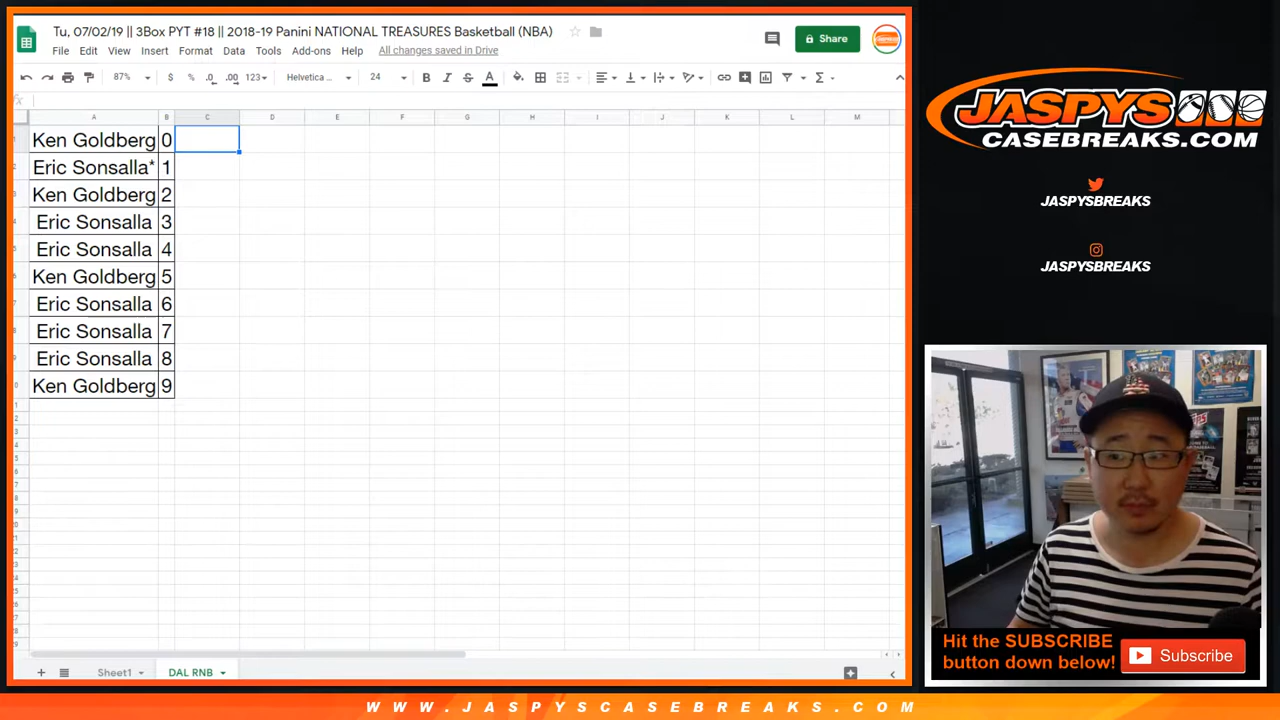 Tu, 07/02/19 || 3Box PYT #18 || 2018-19 Panini NATIONAL TREASURES Basketball (NBA)
File Edit View Insert Format Data Tools Add-ons Help All changes saved in Drive
Share
87% $ % .0 .00 123 Helvetica ... 24 B I S A
A B C D E F G H I J K L M
Ken Goldberg 0
Eric Sonsalla* 1
Ken Goldberg 2
Eric Sonsalla 3
Eric Sonsalla 4
Ken Goldberg 5
Eric Sonsalla 6
Eric Sonsalla 7
Eric Sonsalla 8
Ken Goldberg 9
Sheet1 DAL RNB
JASPYS
CASEBREAKS.COM
JASPYSBREAKS
JASPYSBREAKS
Hit the SUBSCRIBE
button down below!
Subscribe
WWW.JASPYSCASEBREAKS.COM